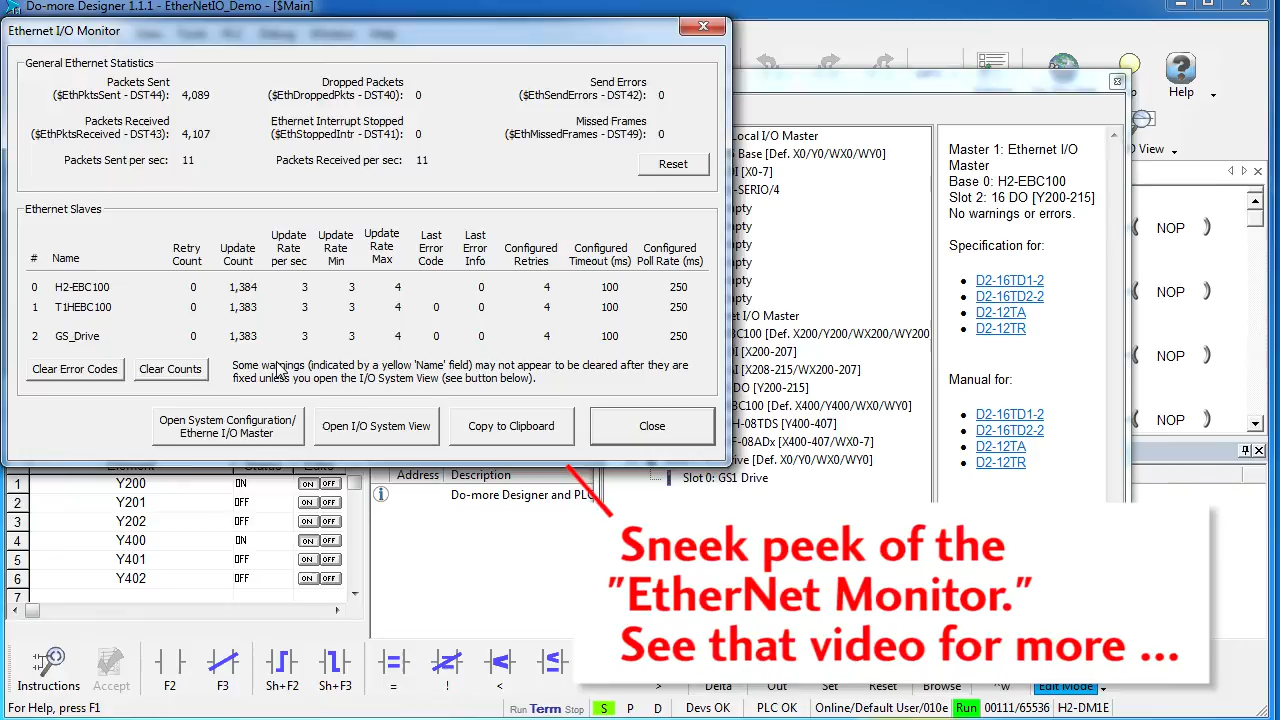 Do-more Designer 1.1.1 - EtherNetIO_Demo - [$Main]
Ethernet I/O Monitor
General Ethernet Statistics
Packets Sent
($EthPktsSent - DST44): 4,089
Dropped Packets
($EthDroppedPkts - DST40): 0
Send Errors
($EthSendErrors - DST42): 0
Packets Received
($EthPktsReceived - DST43): 4,107
Ethernet Interrupt Stopped
($EthStoppedIntr - DST41): 0
Missed Frames
($EthMissedFrames - DST49): 0
Packets Sent per sec: 11
Packets Received per sec: 11
Reset
Ethernet Slaves
# Name Retry Count Update Count Update Rate per sec Update Rate Min Update Rate Max Last Error Code Last Error Info Configured Retries Configured Timeout (ms) Configured Poll Rate (ms)
0 H2-EBC100 0 1,384 3 3 4 0 4 100 250
1 T1HEBC100 0 1,383 3 3 4 0 0 4 100 250
2 GS_Drive 0 1,383 3 3 4 0 0 4 100 250
Clear Error Codes
Clear Counts
Some warnings (indicated by a yellow 'Name' field) may not appear to be cleared after they are
fixed unless you open the I/O System View (see button below).
Open System Configuration/
Etherne I/O Master
Open I/O System View
Copy to Clipboard
Close
Help
View
Local I/O Master
Base [Def. X0/Y0/WX0/WY0]
[X0-7]
-SERIO/4
I/O Master
[Def. X200/Y200/WX200/WY200
[X200-207]
[X208-215/WX200-207]
DO [Y200-215]
[Def. X400/Y400/WX400/WY0]
-08TDS [Y400-407]
-08ADx [X400-407/WX0-7]
[Def. X0/Y0/WX0/WY0]
Slot 0: GS1 Drive
Master 1: Ethernet I/O
Master
Base 0: H2-EBC100
Slot 2: 16 DO [Y200-215]
No warnings or errors.
Specification for:
D2-16TD1-2
D2-16TD2-2
D2-12TA
D2-12TR
Manual for:
D2-16TD1-2
D2-16TD2-2
D2-12TA
D2-12TR
NOP
NOP
NOP
NOP
Element Status
1 Y200 ON ON OFF
2 Y201 OFF ON OFF
3 Y202 OFF ON OFF
4 Y400 OFF ON OFF
5 Y401 OFF ON OFF
6 Y402 OFF ON OFF
7
Address Description
Do-more Designer and PLC
Sneek peek of the
"EtherNet Monitor."
See that video for more ...
Instructions Accept F2 F3 Sh+F2 Sh+F3 = ! < > Delta Out Set Reset Browse Edit Mode
For Help, press F1
Run Term Stop S P D Devs OK PLC OK Online/Default User/010e Run 00111/65536 H2-DM1E